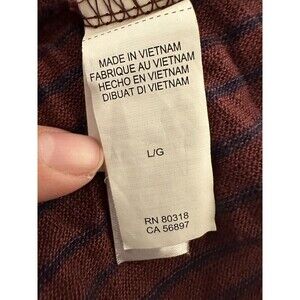 MADE IN VIETNAM
FABRIQUE AU VIETNAM
HECHO EN VIETNAM
DIBUAT DI VIETNAM
L/G
RN 80318
CA 56897